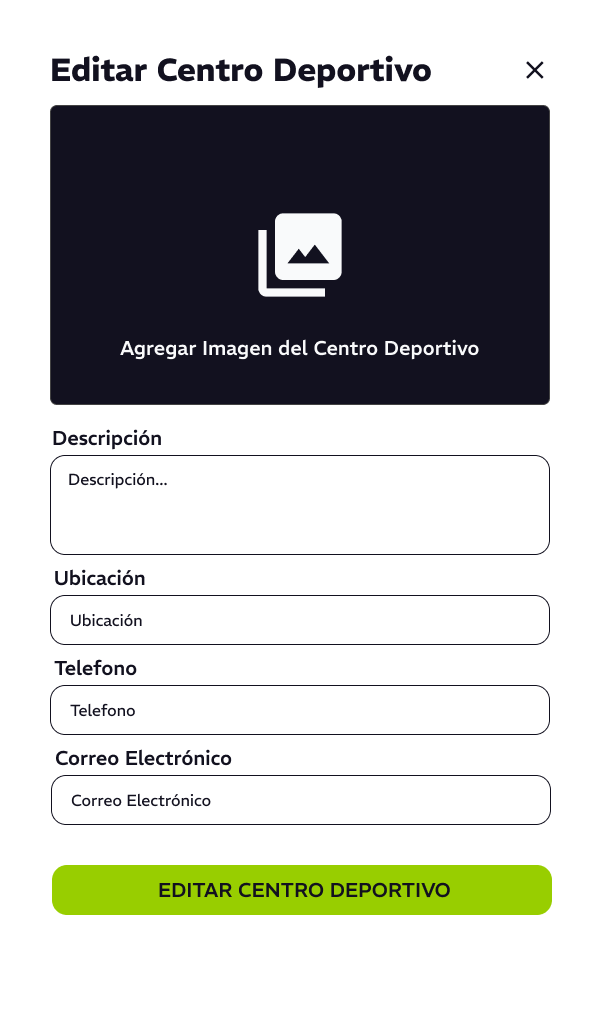 Editar Centro Deportivo
Agregar Imagen del Centro Deportivo
Descripción
Descripción...
Ubicación
Ubicación
Telefono
Telefono
Correo Electrónico
Correo Electrónico
EDITAR CENTRO DEPORTIVO